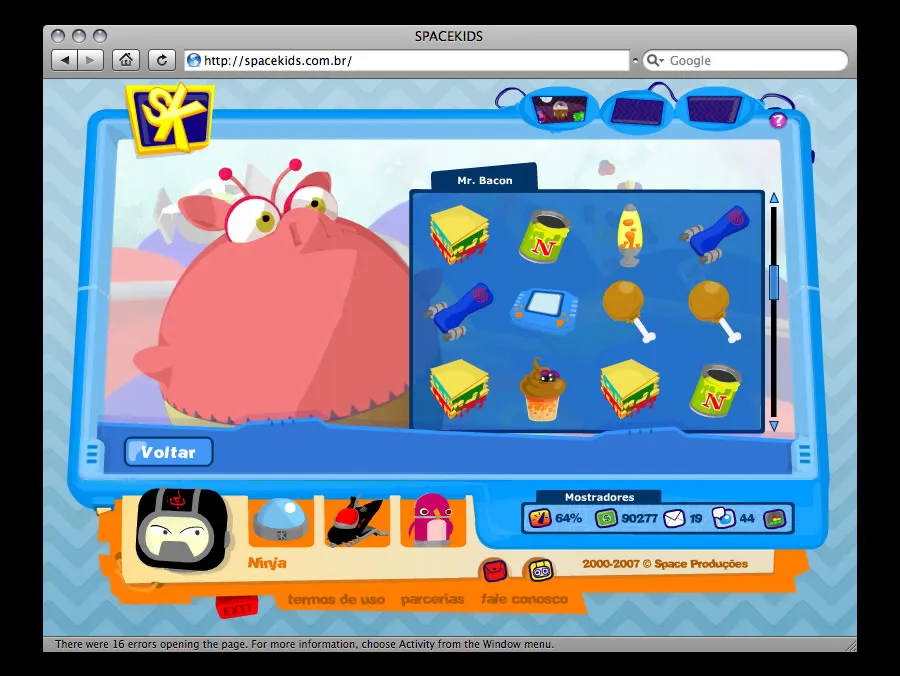 SPACEKIDS
http://spacekids.com.br/
Google
SK
?
Mr. Bacon
N
N
Voltar
Mostradores
64% 90277 19 44
Ninja
2000-2007 © Space Produções
EXIT
termos de uso parcerias fale conosco
There were 16 errors opening the page. For more information, choose Activity from the Window menu.